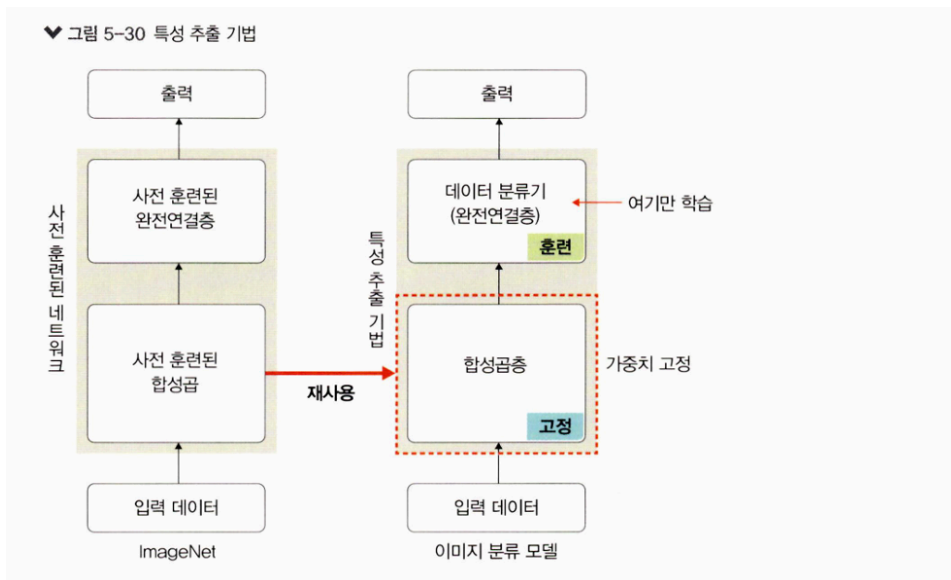 그림 5-30 특성 추출 기법
출력
사전 훈련된
완전연결층
사전 훈련된 네트워크
사전 훈련된
합성곱
입력 데이터
ImageNet
재사용
출력
데이터 분류기
(완전연결층)
훈련
여기만 학습
특성 추출 기법
합성곱층
고정
가중치 고정
입력 데이터
이미지 분류 모델